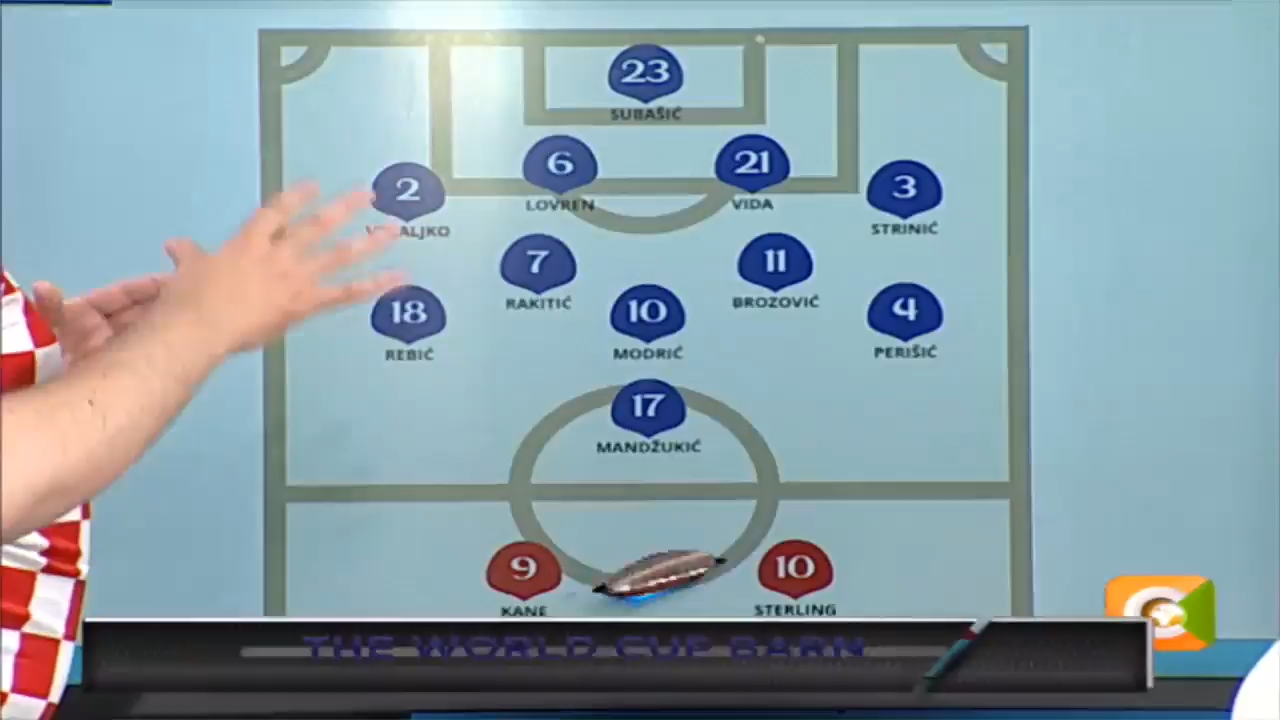 23
SUBAŠIĆ
6
LOVREN
21
VIDA
2
3
STRINIĆ
7
RAKITIĆ
11
BROZOVIĆ
18
REBIĆ
10
MODRIĆ
4
PERIŠIĆ
17
MANDŽUKIĆ
9
KANE
10
STERLING
THE WORLD CUP BARN